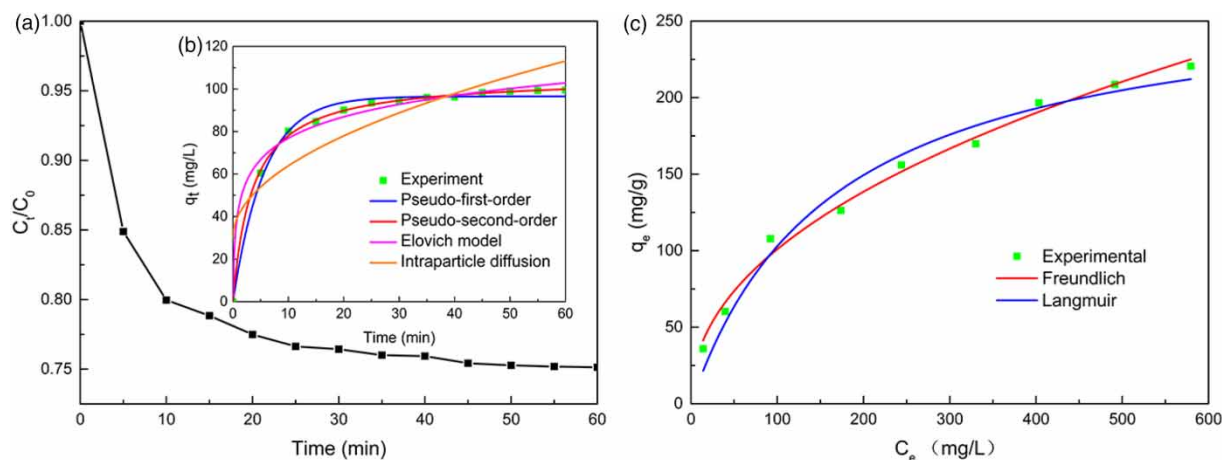 (a)
1.00
0.95
0.90
0.85
0.80
0.75
Ct/C0
0 10 20 30 40 50 60
Time (min)
(b)
120
100
80
60
40
20
0
qt (mg/L)
Experiment
Pseudo-first-order
Pseudo-second-order
Elovich model
Intraparticle diffusion
0 10 20 30 40 50 60
Time (min)
(c)
250
200
150
100
50
0
qe (mg/g)
Experimental
Freundlich
Langmuir
0 100 200 300 400 500 600
Ce （mg/L）